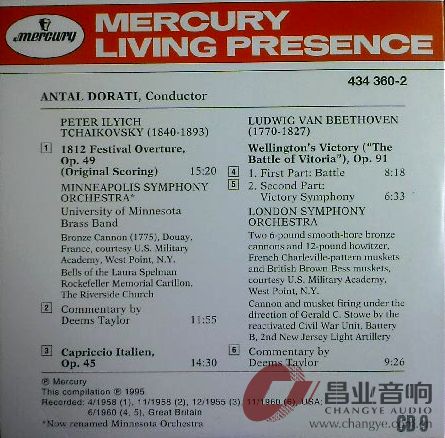 mercury
MERCURY
LIVING PRESENCE
434 360-2
ANTAL DORATI, Conductor
PETER ILYICH
TCHAIKOVSKY (1840-1893)
1 1812 Festival Overture,
Op. 49
(Original Scoring) 15:20
MINNEAPOLIS SYMPHONY
ORCHESTRA*
University of Minnesota
Brass Band
Bronze Cannon (1775), Douay,
France, courtesy U.S. Military
Academy, West Point, N.Y.
Bells of the Laura Spelman
Rockefeller Memorial Carillon,
The Riverside Church
2 Commentary by
Deems Taylor 11:55
3 Capriccio Italien,
Op. 45 14:30
LUDWIG VAN BEETHOVEN
(1770-1827)
Wellington's Victory ("The
Battle of Vitoria"), Op. 91
4 1. First Part: Battle 8:18
5 2. Second Part:
Victory Symphony 6:33
LONDON SYMPHONY
ORCHESTRA
Two 6-pound smooth-bore bronze
cannons and 12-pound howitzer,
French Charleville-pattern muskets
and British Brown Bess muskets,
courtesy U.S. Military Academy,
West Point, N.Y.
Cannon and musket firing under the
direction of Gerald C. Stowe by the
reactivated Civil War Unit, Battery
B, 2nd New Jersey Light Artillery
6 Commentary by
Deems Taylor 9:26
℗ Mercury
This compilation ℗ 1995
Recorded: 4/1958 (1), 11/1958 (2), 12/1955 (3), 11/1960 (6), USA;
6/1960 (4, 5), Great Britain
*Now renamed Minnesota Orchestra
昌业音响
CHANGYE AUDIO
CD 9